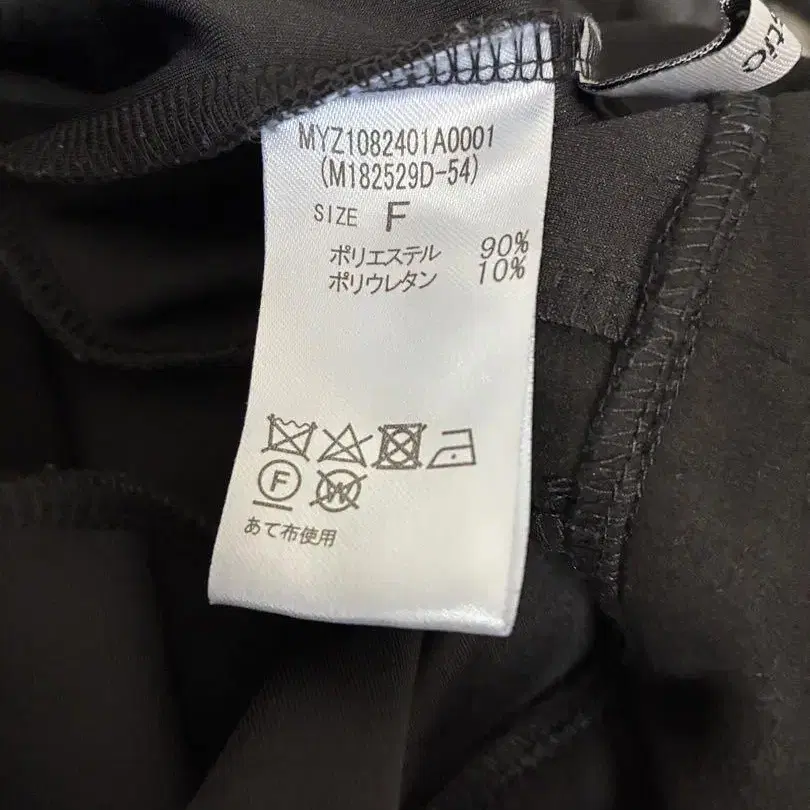 MYZ1082401A0001
(M182529D-54)
SIZE F
ポリエステル 90%
ポリウレタン 10%
F W
あて布使用